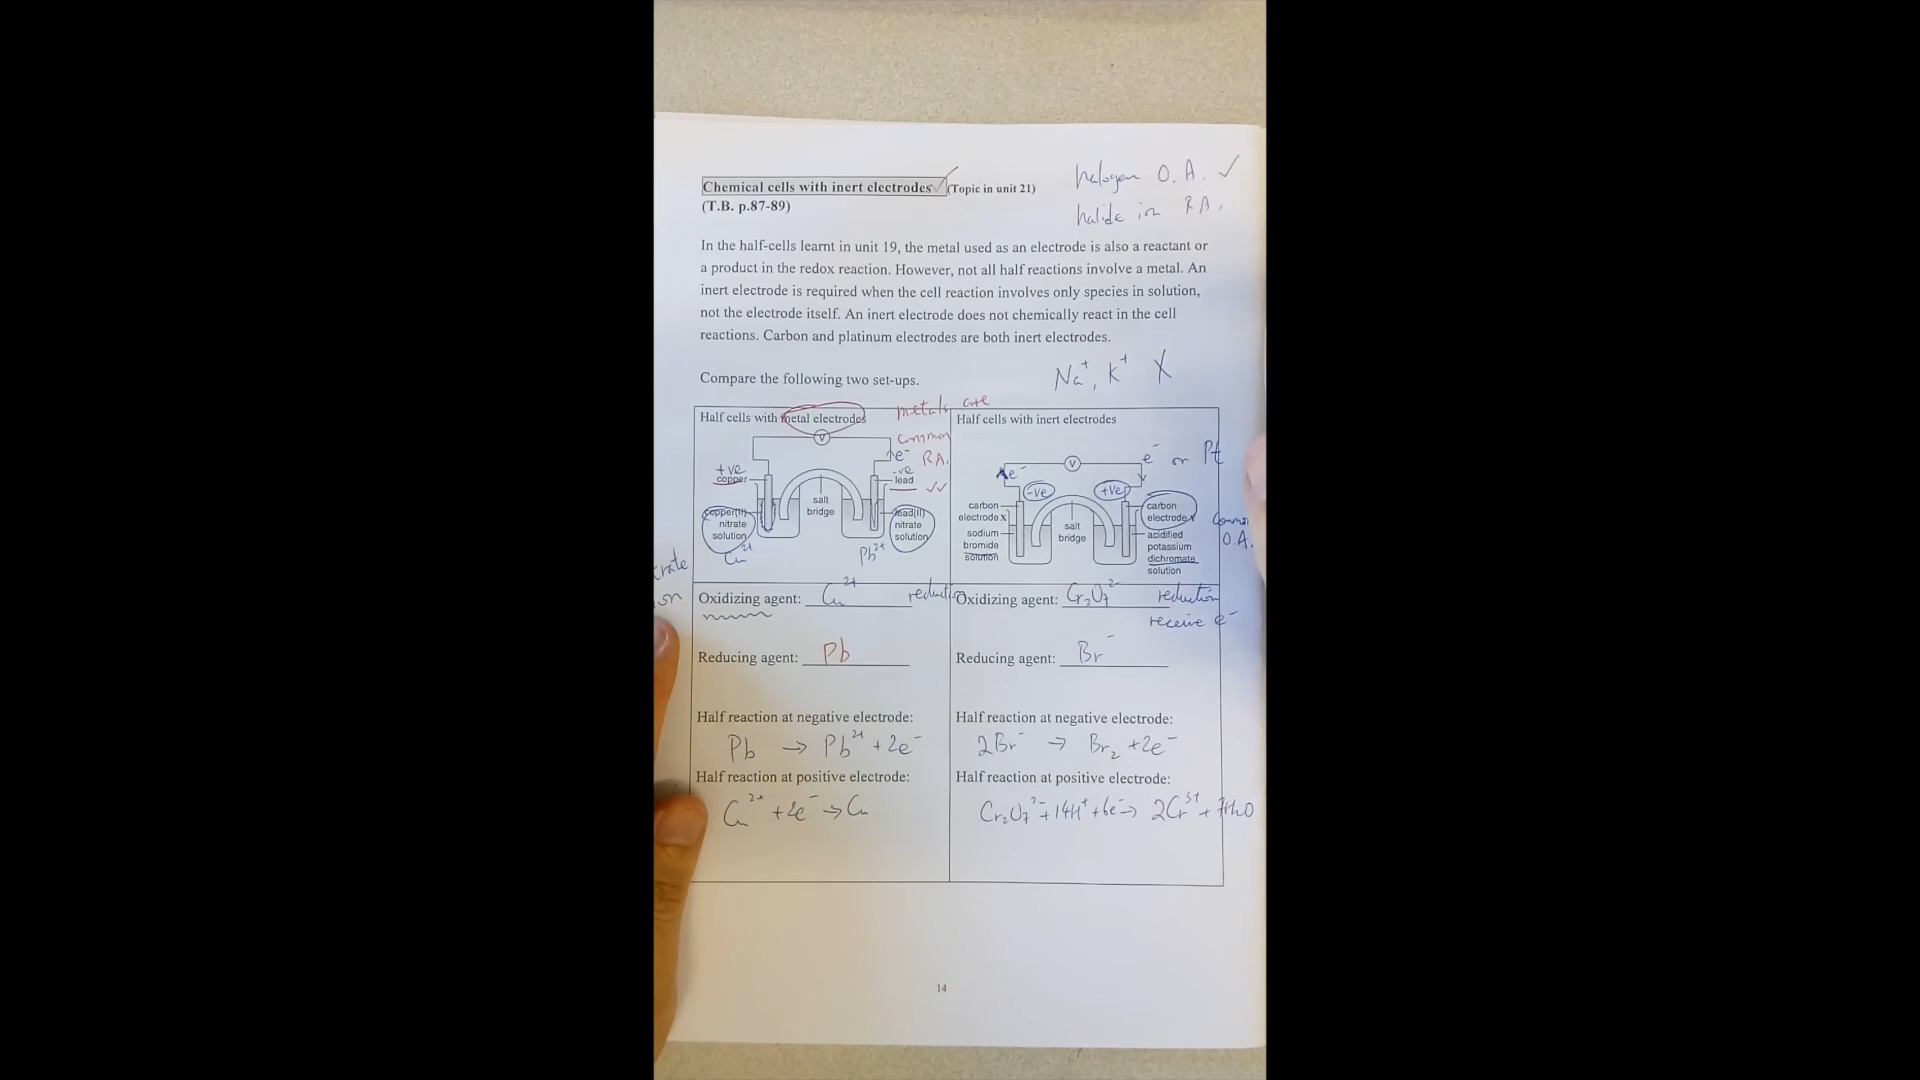 halogen O.A. ✓
Chemical cells with inert electrodes (Topic in unit 21)
(T.B. p.87-89)
halide ion RA.
In the half-cells learnt in unit 19, the metal used as an electrode is also a reactant or
a product in the redox reaction. However, not all half reactions involve a metal. An
inert electrode is required when the cell reaction involves only species in solution,
not the electrode itself. An inert electrode does not chemically react in the cell
reactions. Carbon and platinum electrodes are both inert electrodes.
Na⁺, K⁺ X
Compare the following two set-ups.
Half cells with metal electrodes
metals are
common
RA.
V
e⁻
+ve
copper
-ve
lead
salt
bridge
copper(II)
nitrate
solution
Cu²⁺
lead(II)
nitrate
solution
Pb²⁺
Oxidizing agent: Cu²⁺ reduction
Reducing agent: Pb
Half reaction at negative electrode:
Pb → Pb²⁺ + 2e⁻
Half reaction at positive electrode:
Cu²⁺ + 2e⁻ → Cu
Half cells with inert electrodes
V
e⁻
e⁻ or Pt
-ve
+ve
carbon
electrode X
sodium
bromide
solution
salt
bridge
carbon
electrode X
acidified
potassium
dichromate
solution
O.A.
Oxidizing agent: Cr₂O₇²⁻ reduction
receive e⁻
Reducing agent: Br⁻
Half reaction at negative electrode:
2Br⁻ → Br₂ + 2e⁻
Half reaction at positive electrode:
Cr₂O₇²⁻ + 14H⁺ + 6e⁻ → 2Cr³⁺ + 7H₂O
14